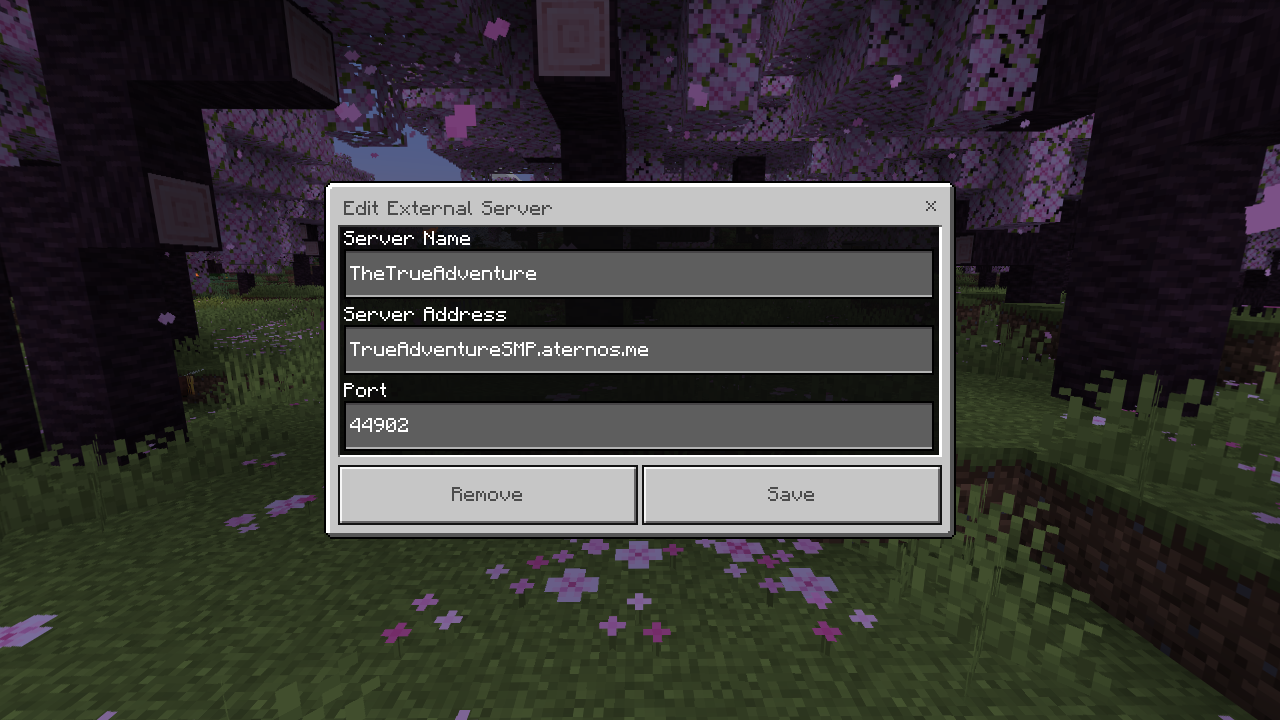 Edit External Server
Server Name
TheTrueAdventure
Server Address
TrueAdventureSMP.aternos.me
Port
44902
Remove
Save